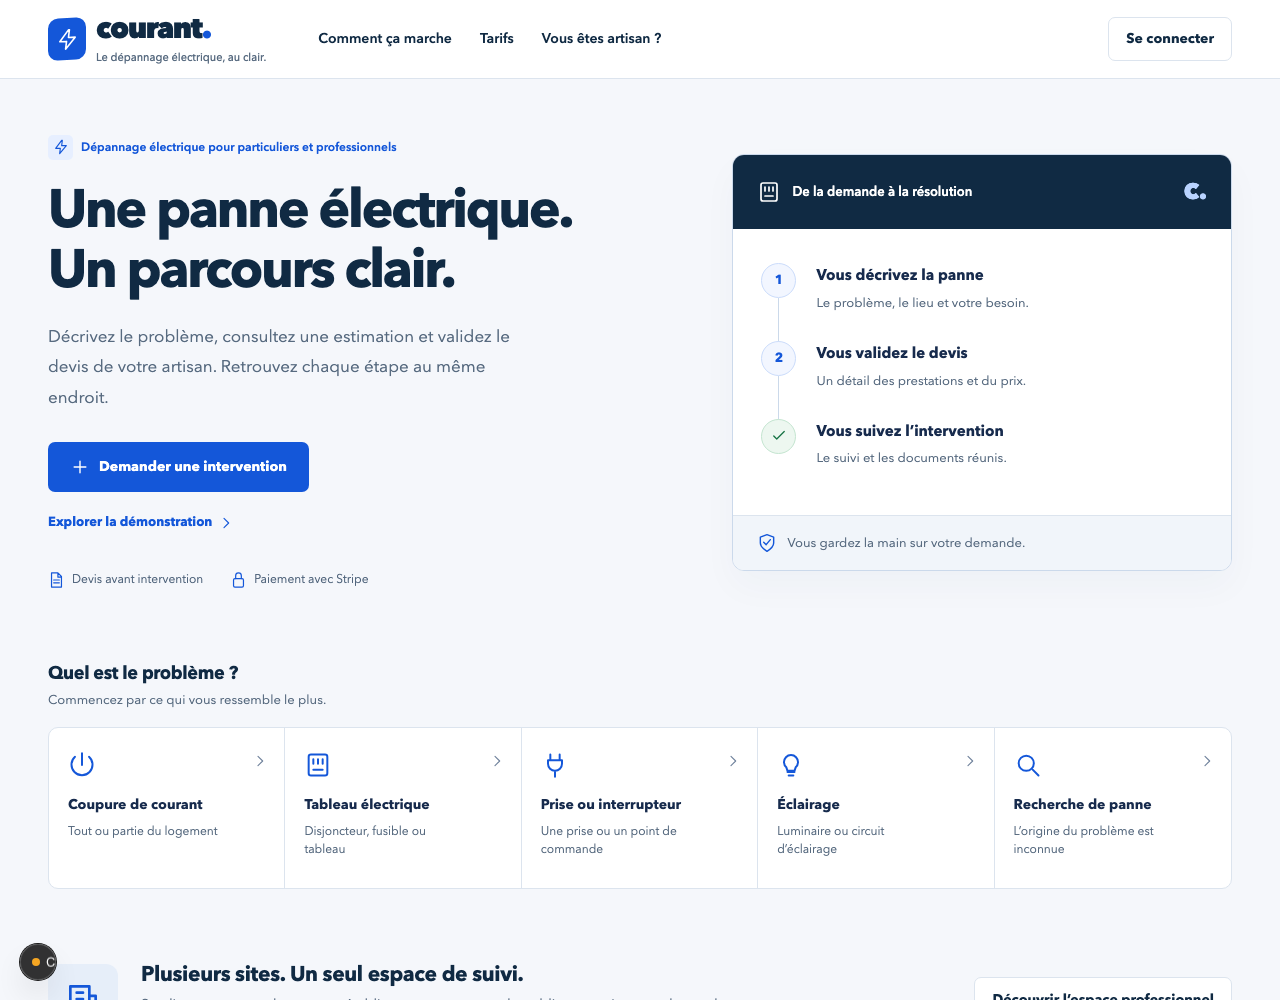 courant.
Le dépannage électrique, au clair.
Comment ça marche
Tarifs
Vous êtes artisan ?
Se connecter
Dépannage électrique pour particuliers et professionnels
Une panne électrique.
Un parcours clair.
Décrivez le problème, consultez une estimation et validez le
devis de votre artisan. Retrouvez chaque étape au même
endroit.
Demander une intervention
Explorer la démonstration
Devis avant intervention
Paiement avec Stripe
De la demande à la résolution
c.
1
Vous décrivez la panne
Le problème, le lieu et votre besoin.
2
Vous validez le devis
Un détail des prestations et du prix.
Vous suivez l’intervention
Le suivi et les documents réunis.
Vous gardez la main sur votre demande.
Quel est le problème ?
Commencez par ce qui vous ressemble le plus.
Coupure de courant
Tout ou partie du logement
Tableau électrique
Disjoncteur, fusible ou
tableau
Prise ou interrupteur
Une prise ou un point de
commande
Éclairage
Luminaire ou circuit
d’éclairage
Recherche de panne
L’origine du problème est
inconnue
C
Plusieurs sites. Un seul espace de suivi.
Découvrir l’espace professionnel